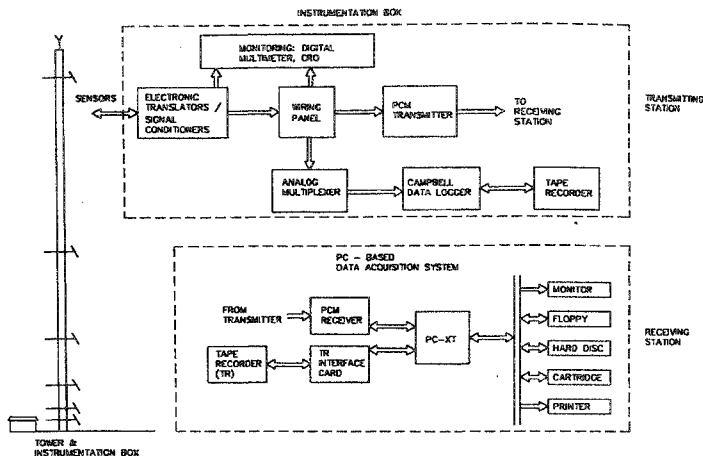 INSTRUMENTATION BOX
MONITORING: DIGITAL
MULTIMETER, CRO
SENSORS
ELECTRONIC
TRANSLATORS /
SIGNAL
CONDITIONERS
WIRING
PANEL
PCM
TRANSMITTER
TO
RECEIVING
STATION
TRANSMITTING
STATION
ANALOG
MULTIPLEXER
CAMPBELL
DATA LOGGER
TAPE
RECORDER
PC - BASED
DATA ACQUISITION SYSTEM
FROM
TRANSMITTER
PCM
RECEIVER
PC-XT
TAPE
RECORDER
(TR)
TR
INTERFACE
CARD
MONITOR
FLOPPY
HARD DISC
CARTRIDGE
PRINTER
RECEIVING
STATION
TOWER &
INSTRUMENTATION BOX